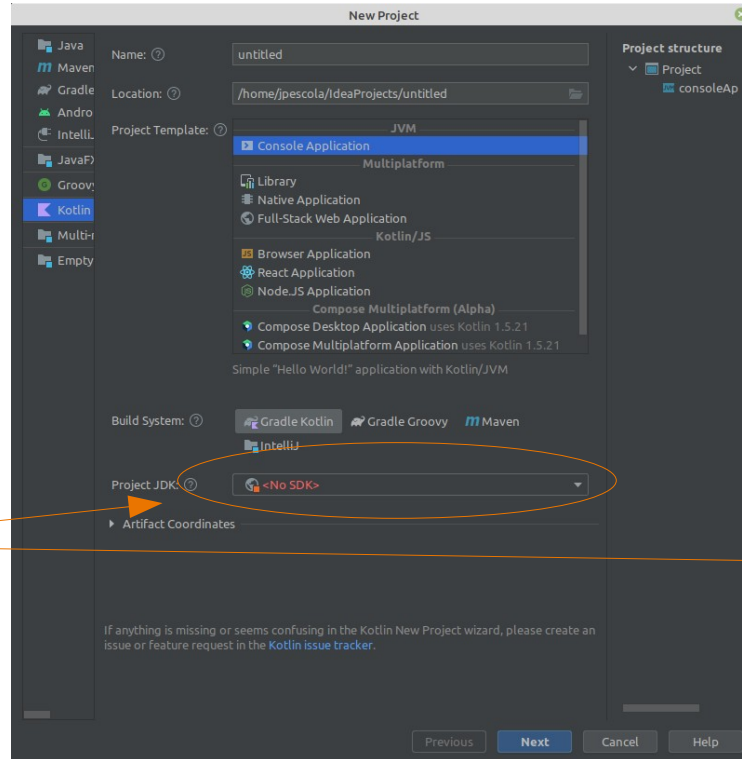 New Project
Java
Maven
Gradle
Andro
IntelliJ
JavaFX
Groovy
Kotlin
Multi-
Empty
Name:
untitled
Location:
/home/jpescola/IdeaProjects/untitled
Project Template:
JVM
Console Application
Multiplatform
Library
Native Application
Full-Stack Web Application
Kotlin/JS
Browser Application
React Application
Node.JS Application
Compose Multiplatform (Alpha)
Compose Desktop Application uses Kotlin 1.5.21
Compose Multiplatform Application uses Kotlin 1.5.21
Simple "Hello World!" application with Kotlin/JVM
Build System:
Gradle Kotlin
Gradle Groovy
Maven
IntelliJ
Project JDK:
<No SDK>
Artifact Coordinates
If anything is missing or seems confusing in the Kotlin New Project wizard, please create an
issue or feature request in the Kotlin issue tracker.
Project structure
Project
consoleAp
Previous
Next
Cancel
Help